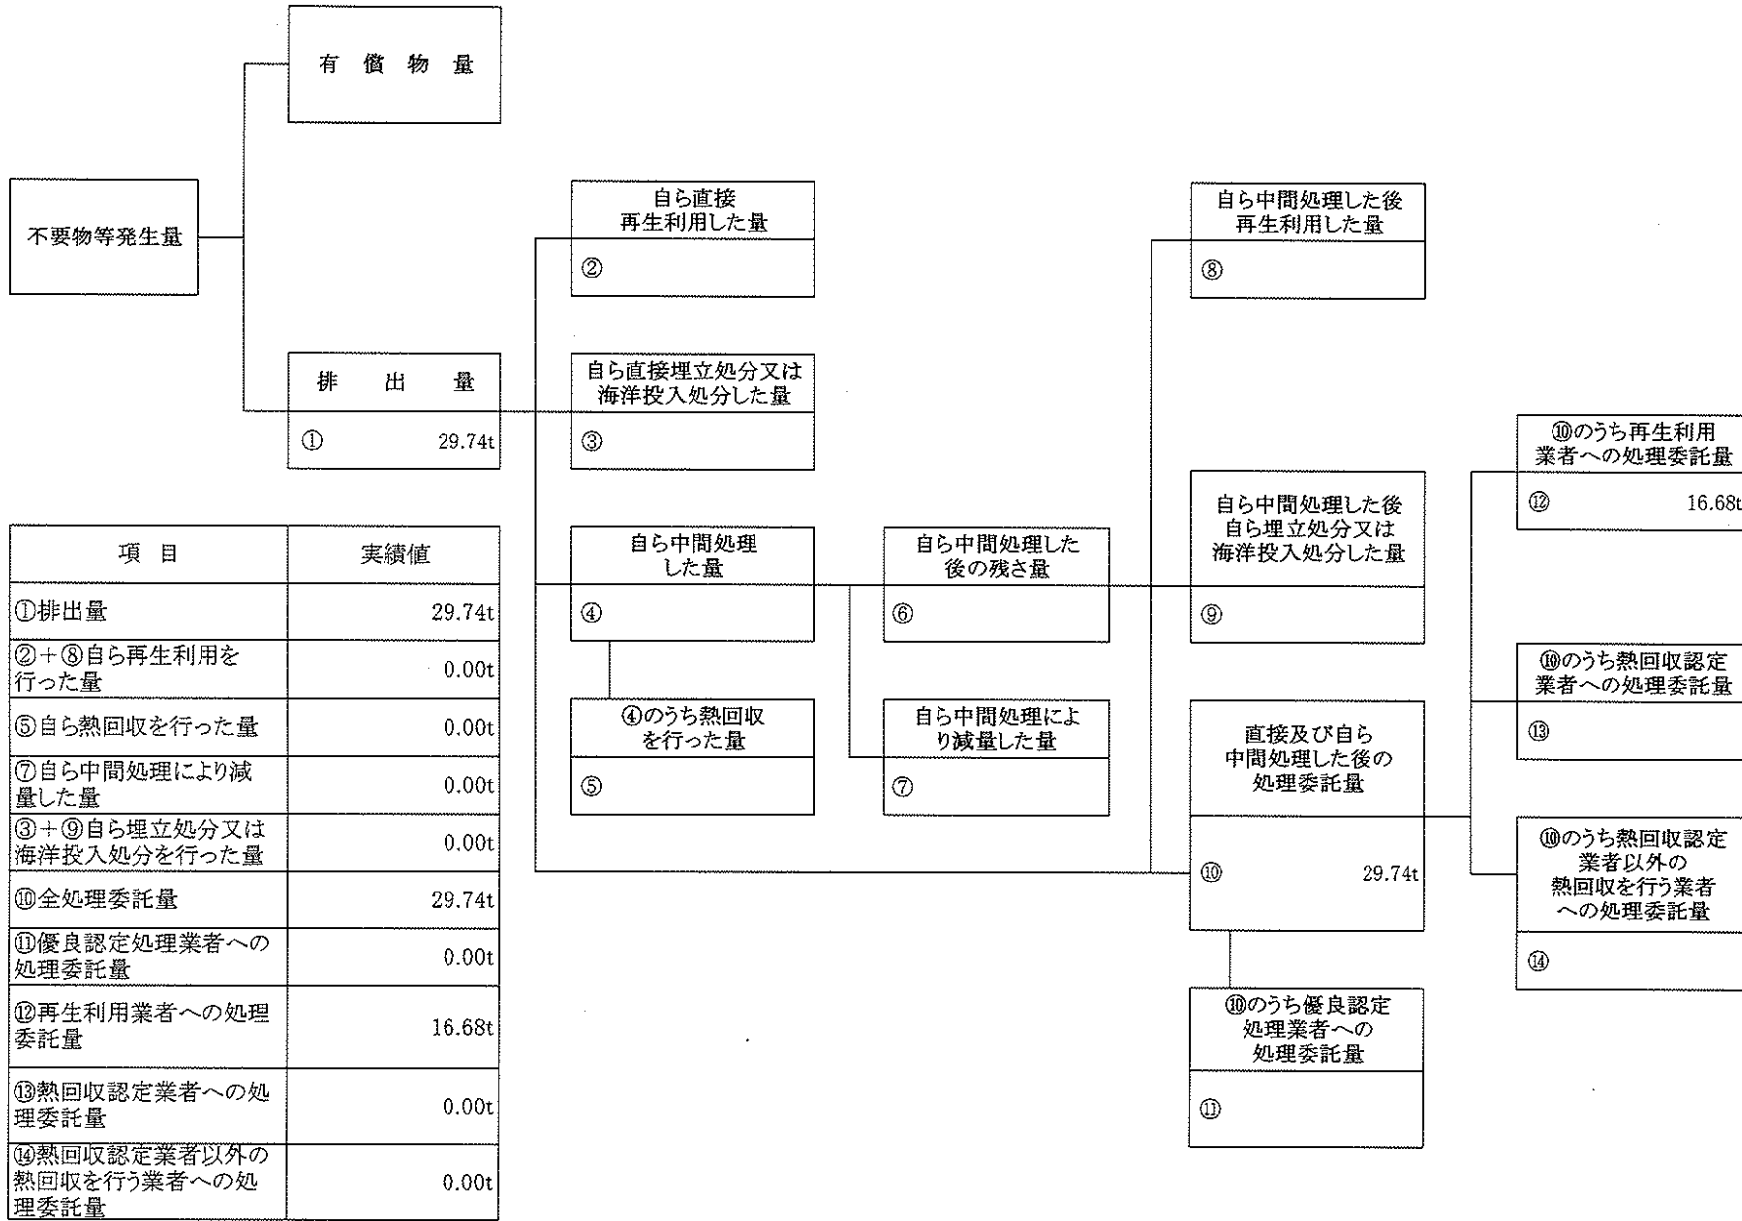 有償物量
不要物等発生量
排出量
① 29.74t
自ら直接
再生利用した量
②
自ら直接埋立処分又は
海洋投入処分した量
③
自ら中間処理
した量
④
④のうち熱回収
を行った量
⑤
自ら中間処理した
後の残さ量
⑥
自ら中間処理によ
り減量した量
⑦
自ら中間処理した後
再生利用した量
⑧
自ら中間処理した後
自ら埋立処分又は
海洋投入処分した量
⑨
直接及び自ら
中間処理した後の
処理委託量
⑩ 29.74t
⑩のうち優良認定
処理業者への
処理委託量
⑪
⑩のうち再生利用
業者への処理委託量
⑫ 16.68t
⑩のうち熱回収認定
業者への処理委託量
⑬
⑩のうち熱回収認定
業者以外の
熱回収を行う業者
への処理委託量
⑭
項目 実績値
①排出量 29.74t
②+⑧自ら再生利用を
行った量 0.00t
⑤自ら熱回収を行った量 0.00t
⑦自ら中間処理により減
量した量 0.00t
③+⑨自ら埋立処分又は
海洋投入処分を行った量 0.00t
⑩全処理委託量 29.74t
⑪優良認定処理業者への
処理委託量 0.00t
⑫再生利用業者への処理
委託量 16.68t
⑬熱回収認定業者への処
理委託量 0.00t
⑭熱回収認定業者以外の
熱回収を行う業者への処
理委託量 0.00t